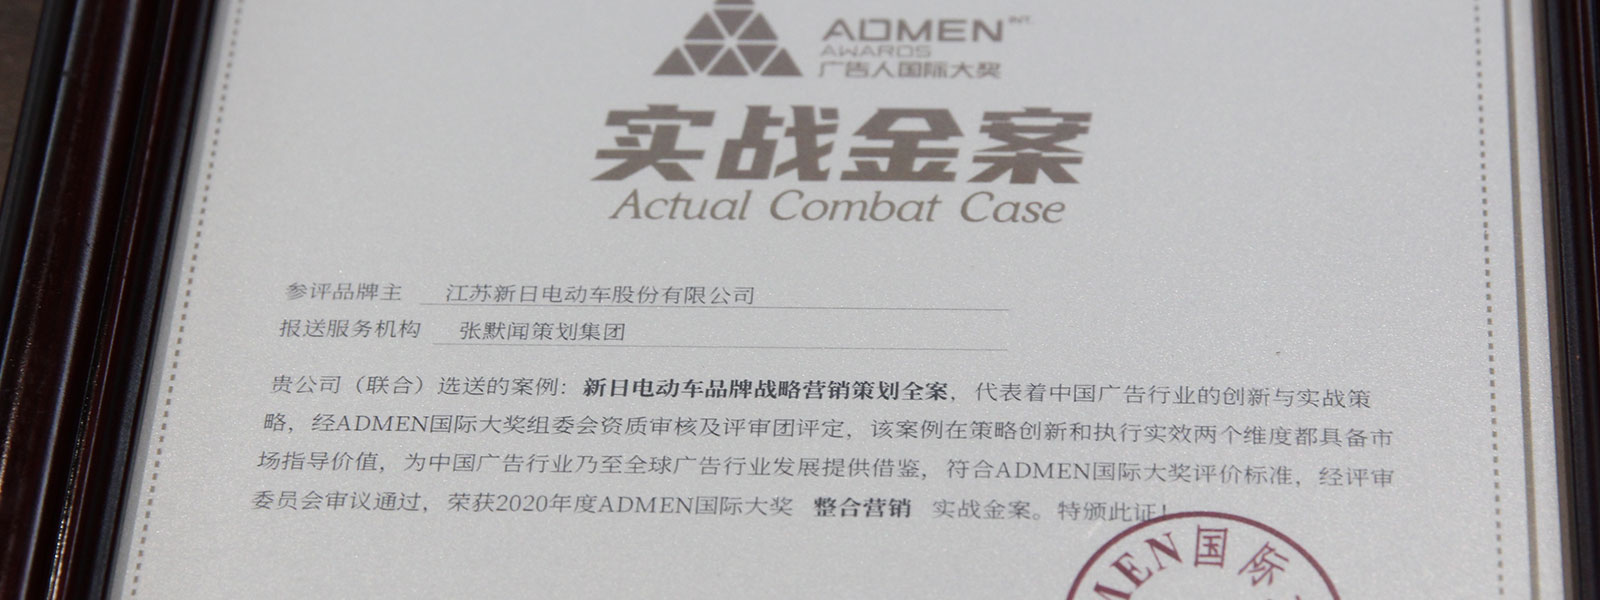 ADMEN INT.
AWARDS
广告人国际大奖
实战金案
Actual Combat Case
参评品牌主 江苏新日电动车股份有限公司
报送服务机构 张默闻策划集团
贵公司（联合）选送的案例：新日电动车品牌战略营销策划全案，代表着中国广告行业的创新与实战策
略，经ADMEN国际大奖组委会资质审核及评审团评定，该案例在策略创新和执行实效两个维度都具备市
场指导价值，为中国广告行业乃至全球广告行业发展提供借鉴，符合ADMEN国际大奖评价标准，经评审
委员会审议通过，荣获2020年度ADMEN国际大奖 整合营销 实战金案。特颁此证！
MEN国际